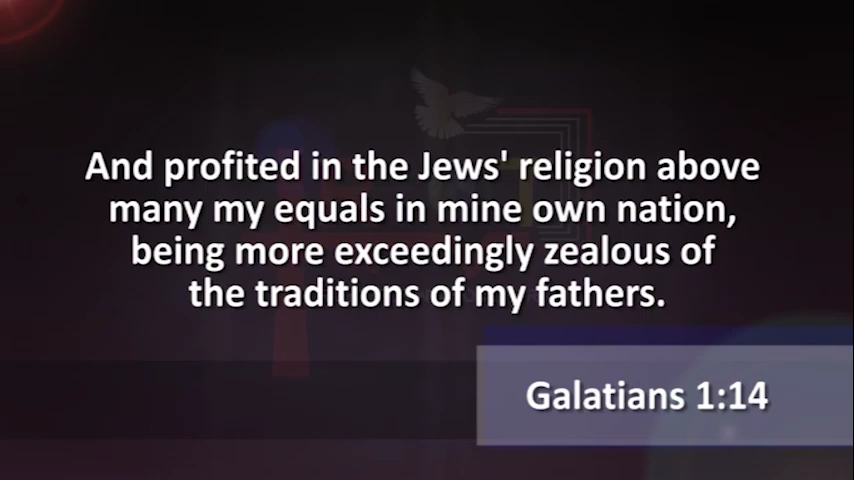 And profited in the Jews' religion above
many my equals in mine own nation,
being more exceedingly zealous of
the traditions of my fathers.
Galatians 1:14